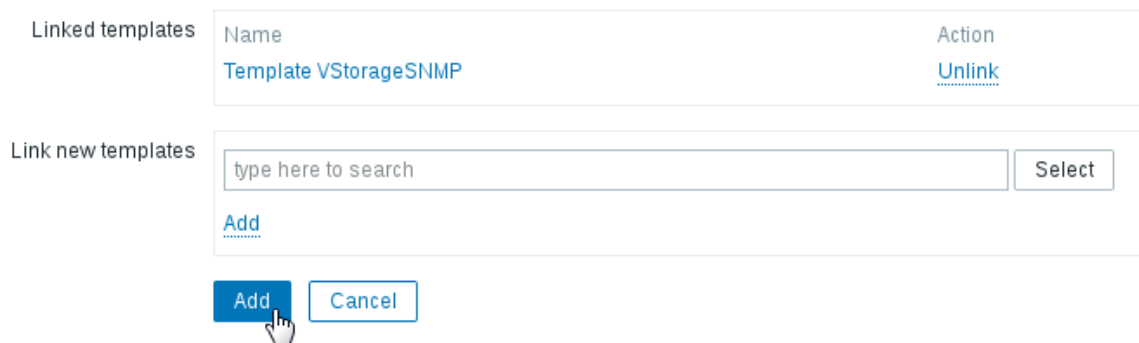 Linked templates Name Action
Template VStorageSNMP Unlink
Link new templates
type here to search Select
Add
Add Cancel